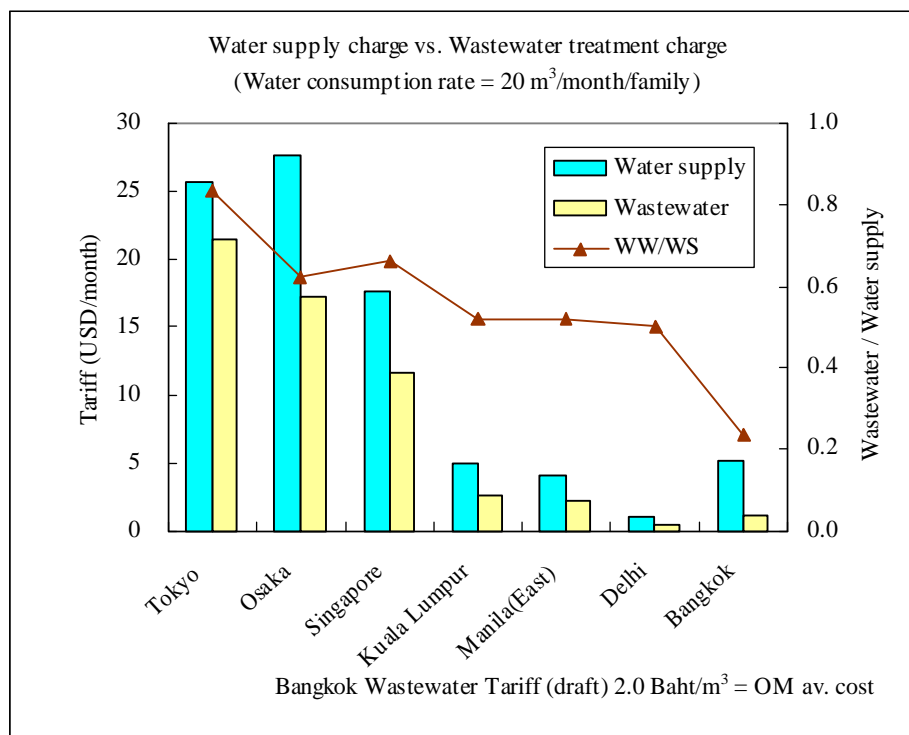 Water supply charge vs. Wastewater treatment charge
(Water consumption rate = 20 m³/month/family)
30
25
20
15
10
5
0
Tariff (USD/month)
1.0
0.8
0.6
0.4
0.2
0.0
Wastewater / Water supply
Water supply
Wastewater
WW/WS
Tokyo
Osaka
Singapore
Kuala Lumpur
Manila(East)
Delhi
Bangkok
Bangkok Wastewater Tariff (draft) 2.0 Baht/m³ = OM av. cost